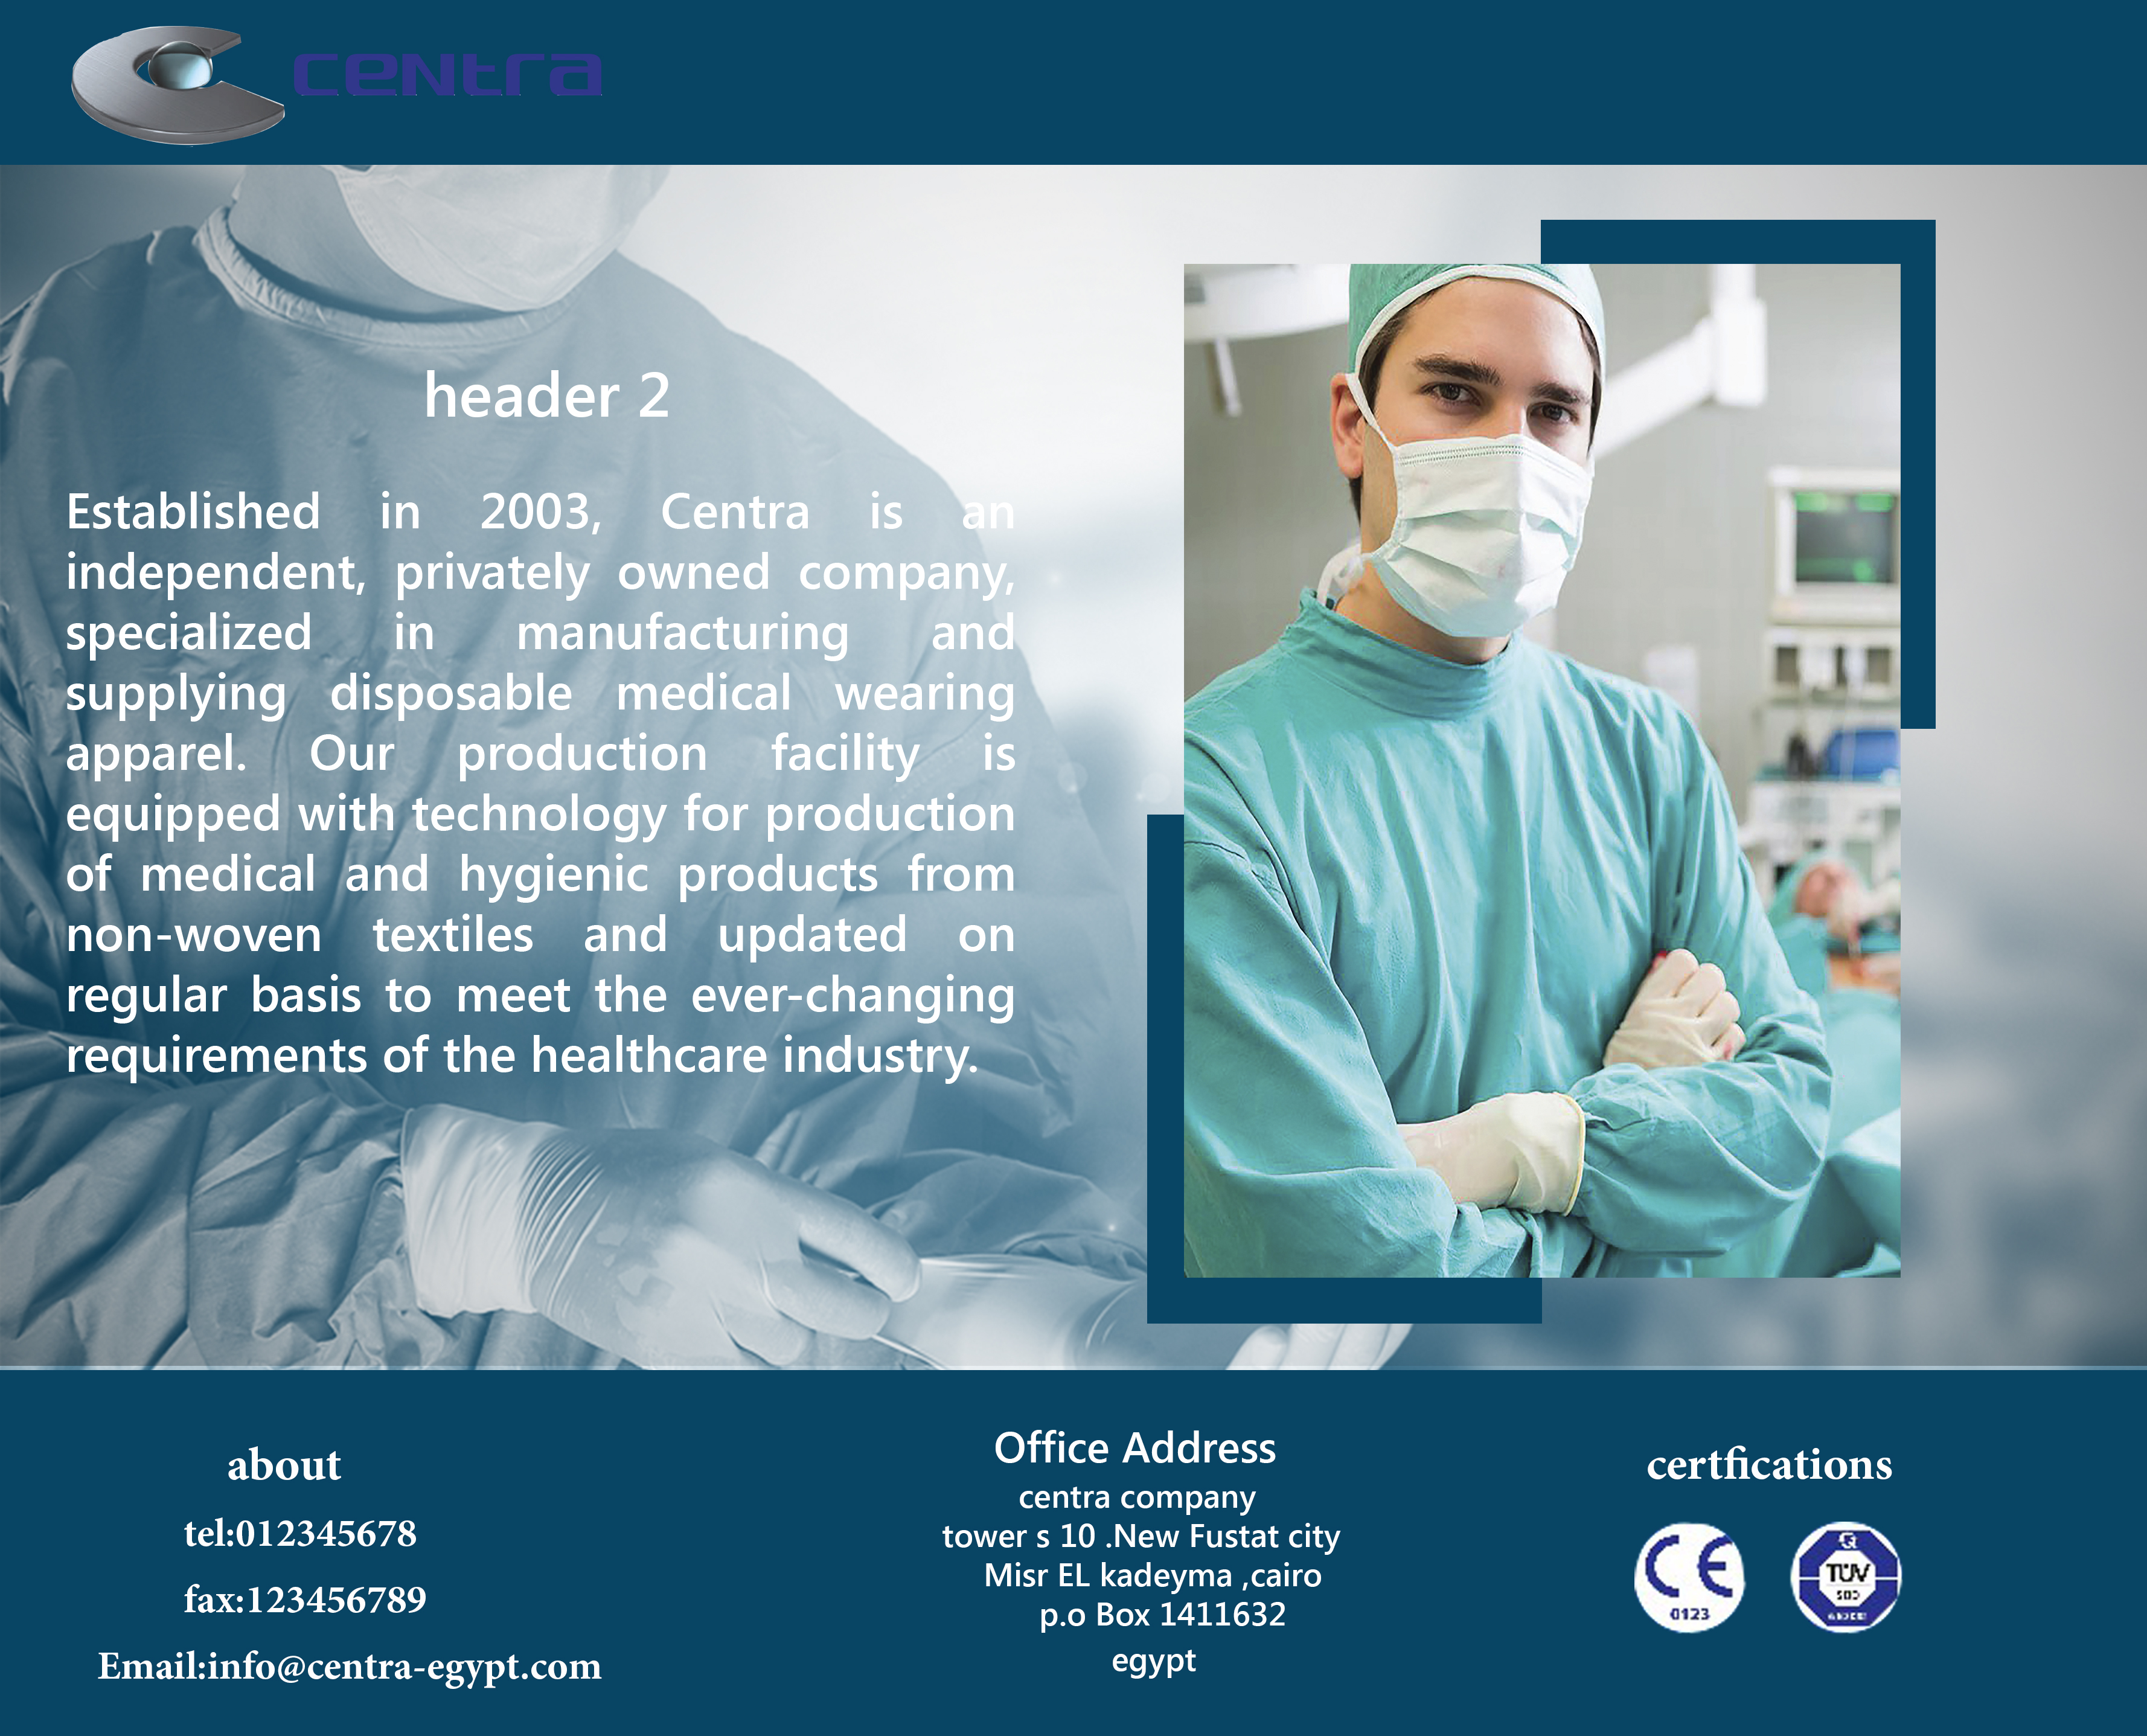 centra
header 2
Established in 2003, Centra is an
independent, privately owned company,
specialized in manufacturing and
supplying disposable medical wearing
apparel. Our production facility is
equipped with technology for production
of medical and hygienic products from
non-woven textiles and updated on
regular basis to meet the ever-changing
requirements of the healthcare industry.
about
tel:012345678
fax:123456789
Email:info@centra-egypt.com
Office Address
centra company
tower s 10 .New Fustat city
Misr EL kadeyma ,cairo
p.o Box 1411632
egypt
certfications
CE
0123
TÜV